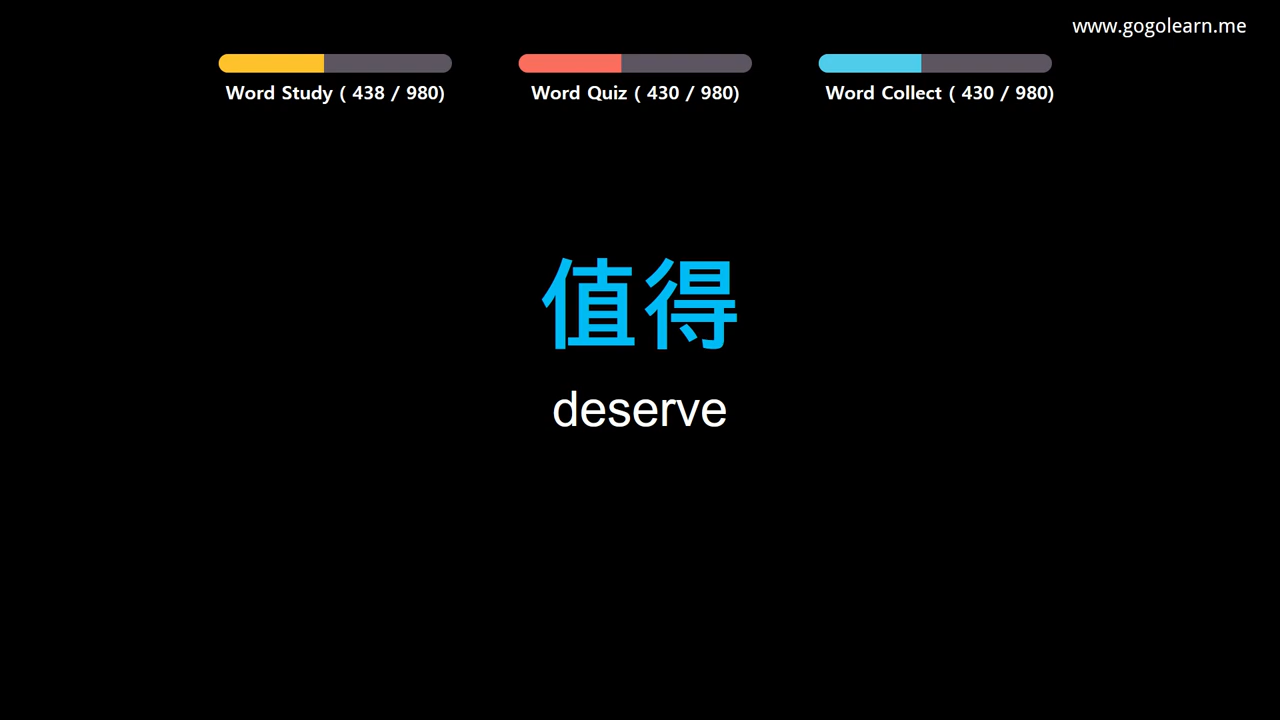 www.gogolearn.me
Word Study ( 438 / 980)
Word Quiz ( 430 / 980)
Word Collect ( 430 / 980)
值得
deserve